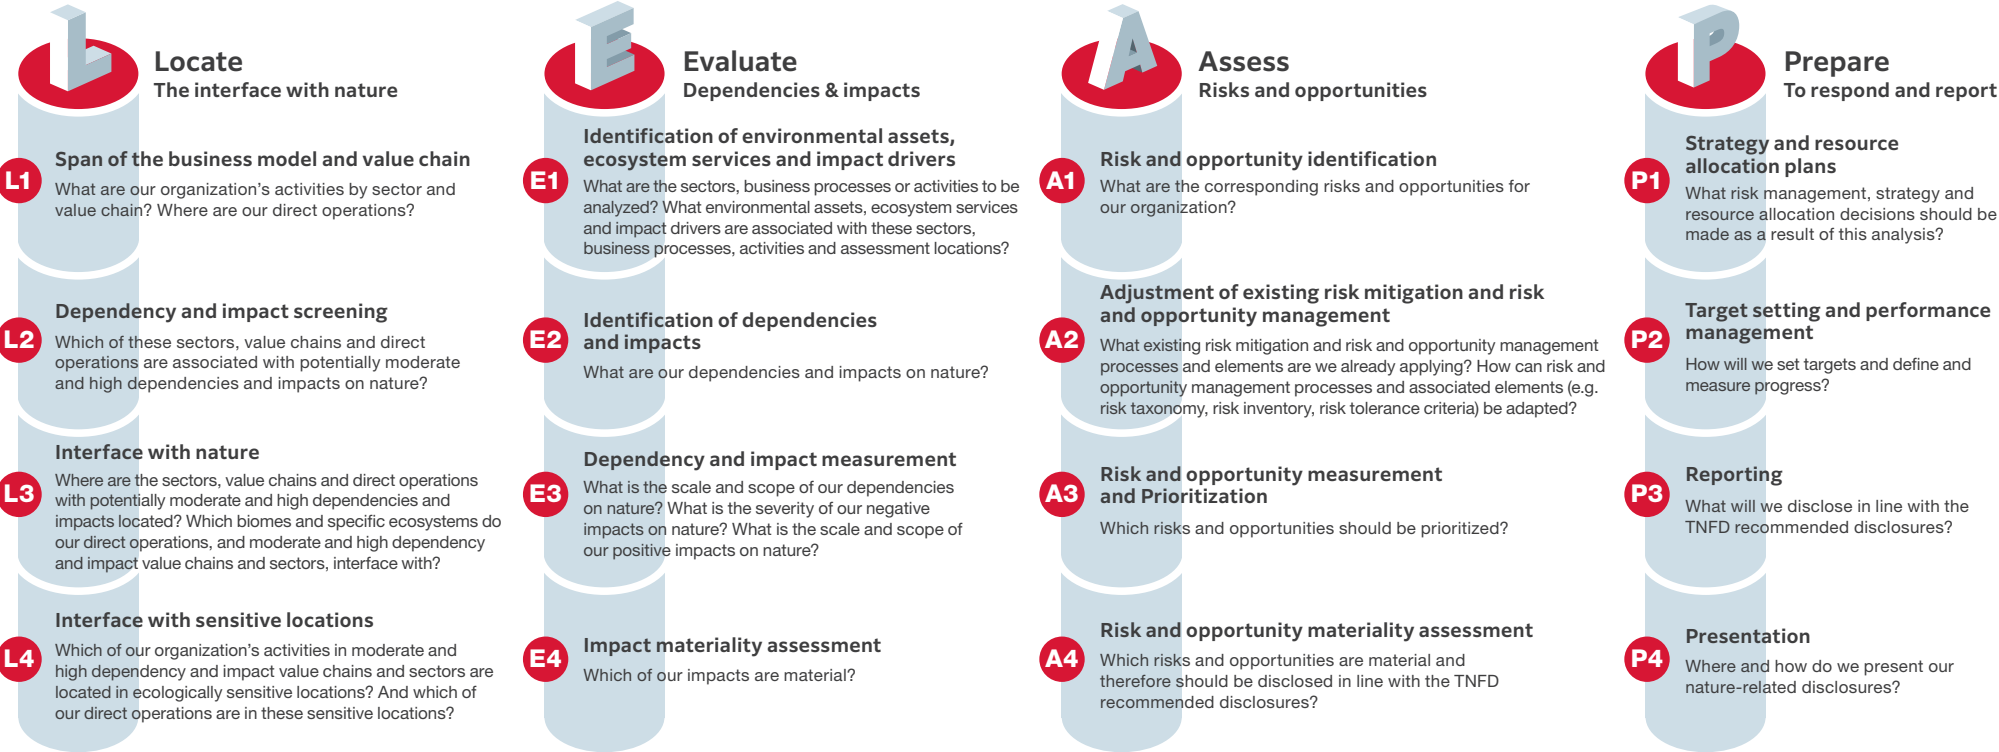 L
Locate
The interface with nature
L1
Span of the business model and value chain
What are our organization’s activities by sector and
value chain? Where are our direct operations?
L2
Dependency and impact screening
Which of these sectors, value chains and direct
operations are associated with potentially moderate
and high dependencies and impacts on nature?
L3
Interface with nature
Where are the sectors, value chains and direct operations
with potentially moderate and high dependencies and
impacts located? Which biomes and specific ecosystems do
our direct operations, and moderate and high dependency
and impact value chains and sectors, interface with?
L4
Interface with sensitive locations
Which of our organization’s activities in moderate and
high dependency and impact value chains and sectors are
located in ecologically sensitive locations? And which of
our direct operations are in these sensitive locations?
E
Evaluate
Dependencies & impacts
E1
Identification of environmental assets,
ecosystem services and impact drivers
What are the sectors, business processes or activities to be
analyzed? What environmental assets, ecosystem services
and impact drivers are associated with these sectors,
business processes, activities and assessment locations?
E2
Identification of dependencies
and impacts
What are our dependencies and impacts on nature?
E3
Dependency and impact measurement
What is the scale and scope of our dependencies
on nature? What is the severity of our negative
impacts on nature? What is the scale and scope of
our positive impacts on nature?
E4
Impact materiality assessment
Which of our impacts are material?
A
Assess
Risks and opportunities
A1
Risk and opportunity identification
What are the corresponding risks and opportunities for
our organization?
A2
Adjustment of existing risk mitigation and risk
and opportunity management
What existing risk mitigation and risk and opportunity management
processes and elements are we already applying? How can risk and
opportunity management processes and associated elements (e.g.
risk taxonomy, risk inventory, risk tolerance criteria) be adapted?
A3
Risk and opportunity measurement
and Prioritization
Which risks and opportunities should be prioritized?
A4
Risk and opportunity materiality assessment
Which risks and opportunities are material and
therefore should be disclosed in line with the TNFD
recommended disclosures?
P
Prepare
To respond and report
P1
Strategy and resource
allocation plans
What risk management, strategy and
resource allocation decisions should be
made as a result of this analysis?
P2
Target setting and performance
management
How will we set targets and define and
measure progress?
P3
Reporting
What will we disclose in line with the
TNFD recommended disclosures?
P4
Presentation
Where and how do we present our
nature-related disclosures?